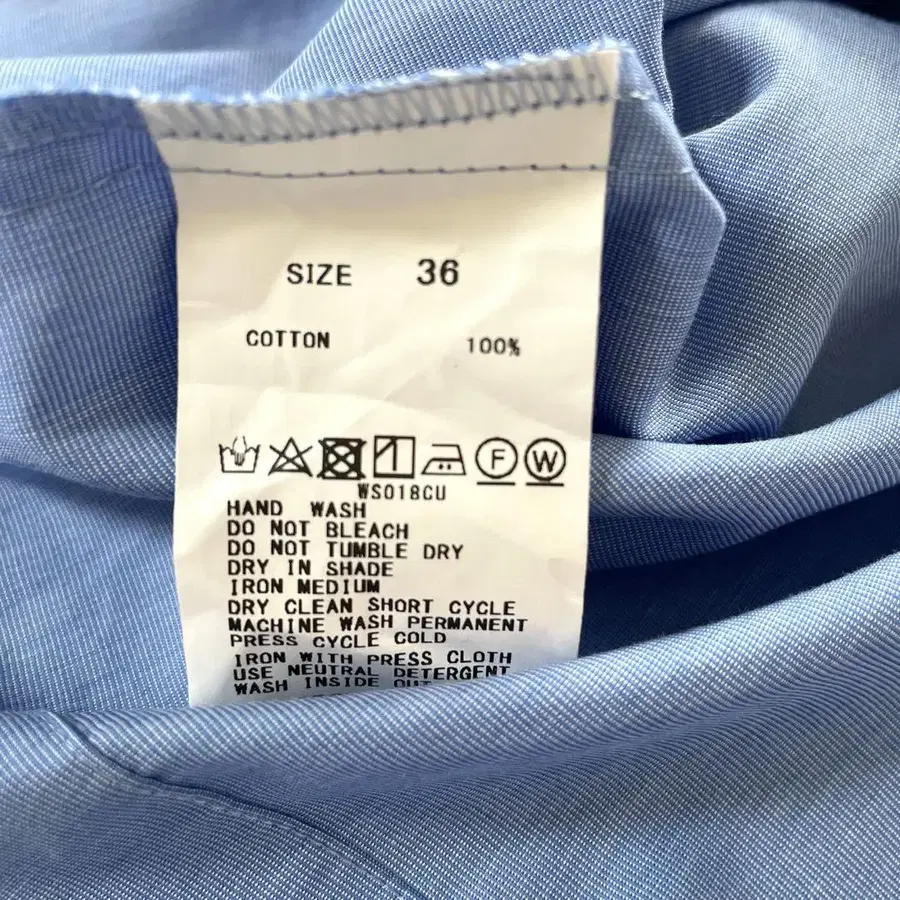 SIZE 36
COTTON 100%
F W
WS018CU
HAND WASH
DO NOT BLEACH
DO NOT TUMBLE DRY
DRY IN SHADE
IRON MEDIUM
DRY CLEAN SHORT CYCLE
MACHINE WASH PERMANENT
PRESS CYCLE COLD
IRON WITH PRESS CLOTH
USE NEUTRAL DETERGENT
WASH INSIDE OUT